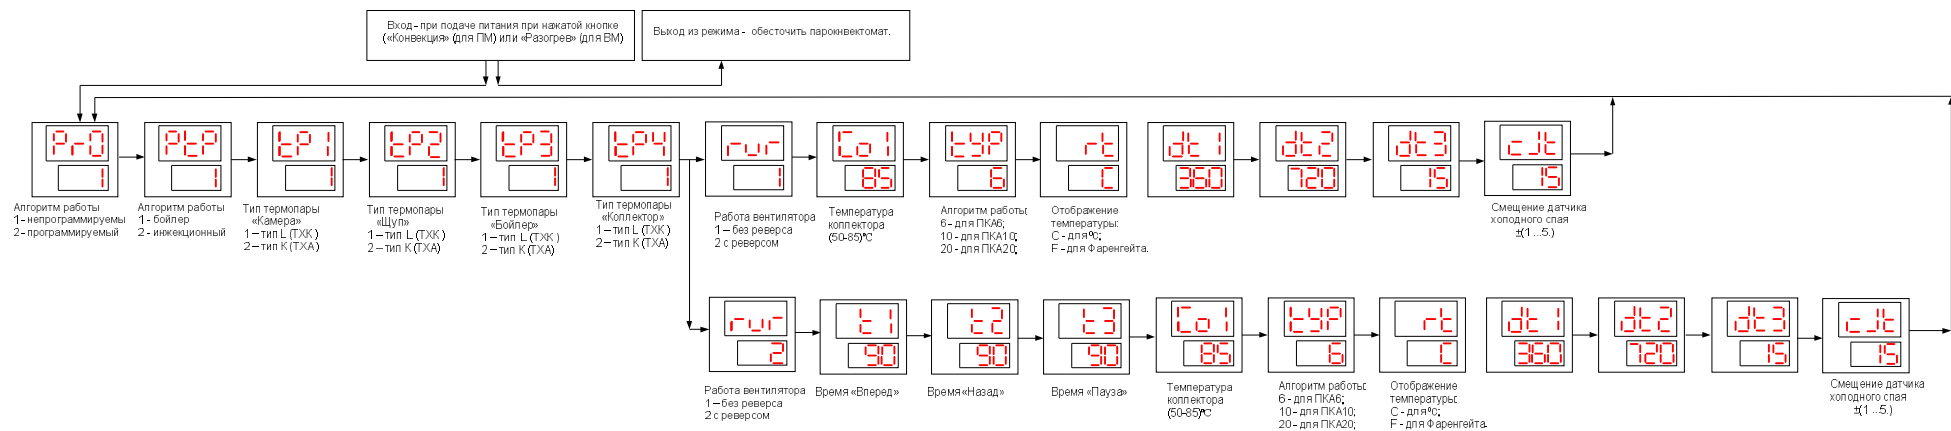 Вход - при подаче питания при нажатой кнопке
(«Конвекция» (для ПМ) или «Разогрев» (для ВМ)
Выход из режима - обесточить пароконвектомат.
Pr0
1
Алгоритм работы
1 - непрограммируемы
2 - программируемый
PtP
1
Алгоритм работы
1 - бойлер
2 - инжекционный
tP1
1
Тип термопары
«Камера»
1 – тип L (ТХК)
2 – тип K (ТХА)
tP2
1
Тип термопары
«Щуп»
1 – тип L (ТХК)
2 – тип K (ТХА)
tP3
1
Тип термопары
«Бойлер»
1 – тип L (ТХК)
2 – тип K (ТХА)
tP4
1
Тип термопары
«Коллектор»
1 – тип L (ТХК)
2 – тип K (ТХА)
rur
1
Работа вентилятора
1 – без реверса
2 с реверсом
Co1
85
Температура
коллектора
(50-85)°C
tYP
6
Алгоритм работы:
6 - для ПКА6;
10 - для ПКА10;
20 - для ПКА20;
rt
C
Отображение
температуры:
C - для °C;
F - для Фаренгейта.
dt1
360
dt2
720
dt3
15
cJt
15
Смещение датчика
холодного спая
±(1...5.)
rur
2
Работа вентилятора
1 – без реверса
2 с реверсом
t1
90
Время «Вперед»
t2
90
Время «Назад»
t3
90
Время «Пауза»
Co1
85
Температура
коллектора
(50-85)°C
tYP
6
Алгоритм работы:
6 - для ПКА6;
10 - для ПКА10;
20 - для ПКА20;
rt
C
Отображение
температуры:
C - для °C;
F - для Фаренгейта.
dt1
360
dt2
720
dt3
15
cJt
15
Смещение датчика
холодного спая
±(1...5.)